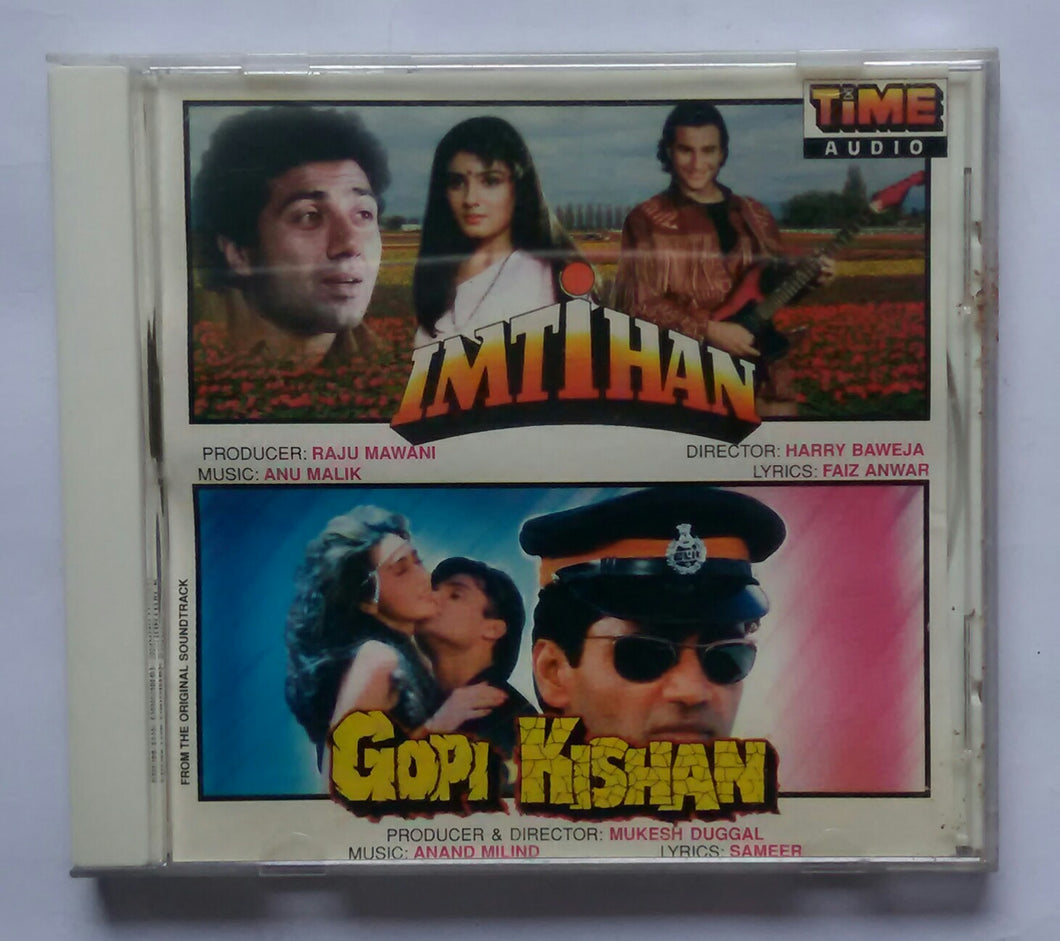 TiME
AUDIO
IMTiHAN
PRODUCER: RAJU MAWANI
DIRECTOR: HARRY BAWEJA
MUSIC: ANU MALIK
LYRICS: FAIZ ANWAR
FROM THE ORIGINAL SOUNDTRACK
GOPI KISHAN
PRODUCER & DIRECTOR: MUKESH DUGGAL
MUSIC: ANAND MILIND
LYRICS: SAMEER